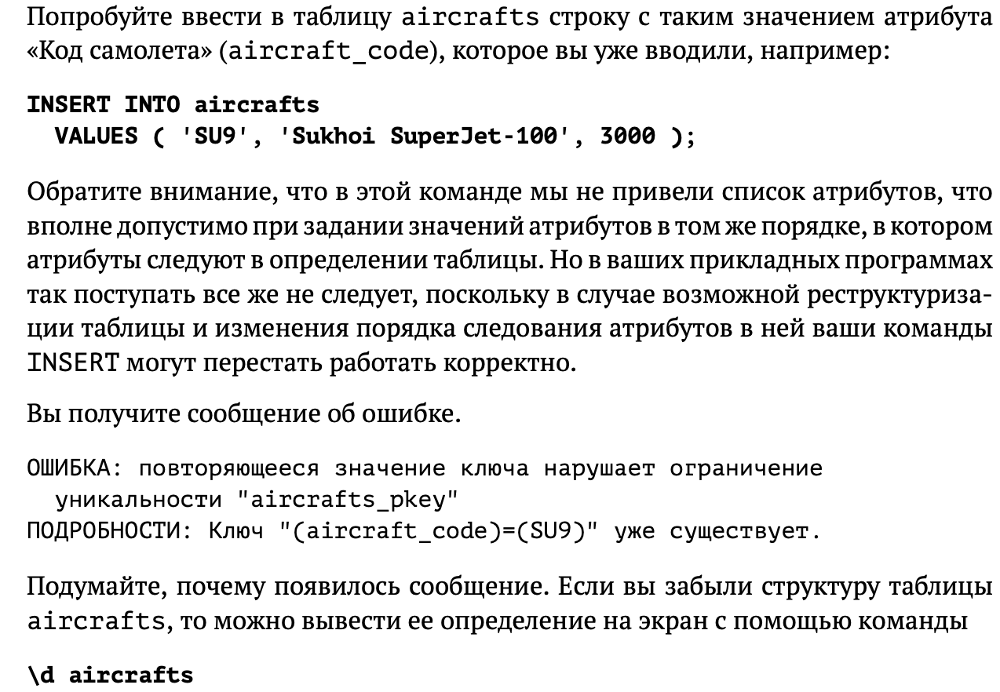 Попробуйте ввести в таблицу aircrafts строку с таким значением атрибута
«Код самолета» (aircraft_code), которое вы уже вводили, например:
INSERT INTO aircrafts
VALUES ( 'SU9', 'Sukhoi SuperJet-100', 3000 );
Обратите внимание, что в этой команде мы не привели список атрибутов, что
вполне допустимо при задании значений атрибутов в том же порядке, в котором
атрибуты следуют в определении таблицы. Но в ваших прикладных программах
так поступать все же не следует, поскольку в случае возможной реструктуриза-
ции таблицы и изменения порядка следования атрибутов в ней ваши команды
INSERT могут перестать работать корректно.
Вы получите сообщение об ошибке.
ОШИБКА: повторяющееся значение ключа нарушает ограничение
уникальности "aircrafts_pkey"
ПОДРОБНОСТИ: Ключ "(aircraft_code)=(SU9)" уже существует.
Подумайте, почему появилось сообщение. Если вы забыли структуру таблицы
aircrafts, то можно вывести ее определение на экран с помощью команды
\d aircrafts